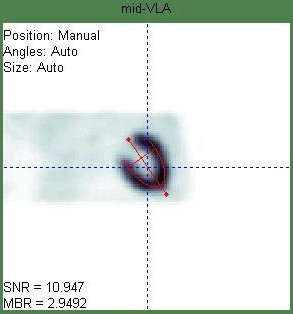 mid-VLA
Position: Manual
Angles: Auto
Size: Auto
SNR = 10.947
MBR = 2.9492